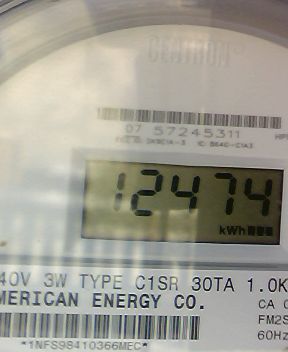 CENTRON®
07 57245311
12474
kWh
40V 3W TYPE C1SR 30TA 1.0K
MERICAN ENERGY CO.
CA
FM2S
60Hz
*1NFS98410366MEC*